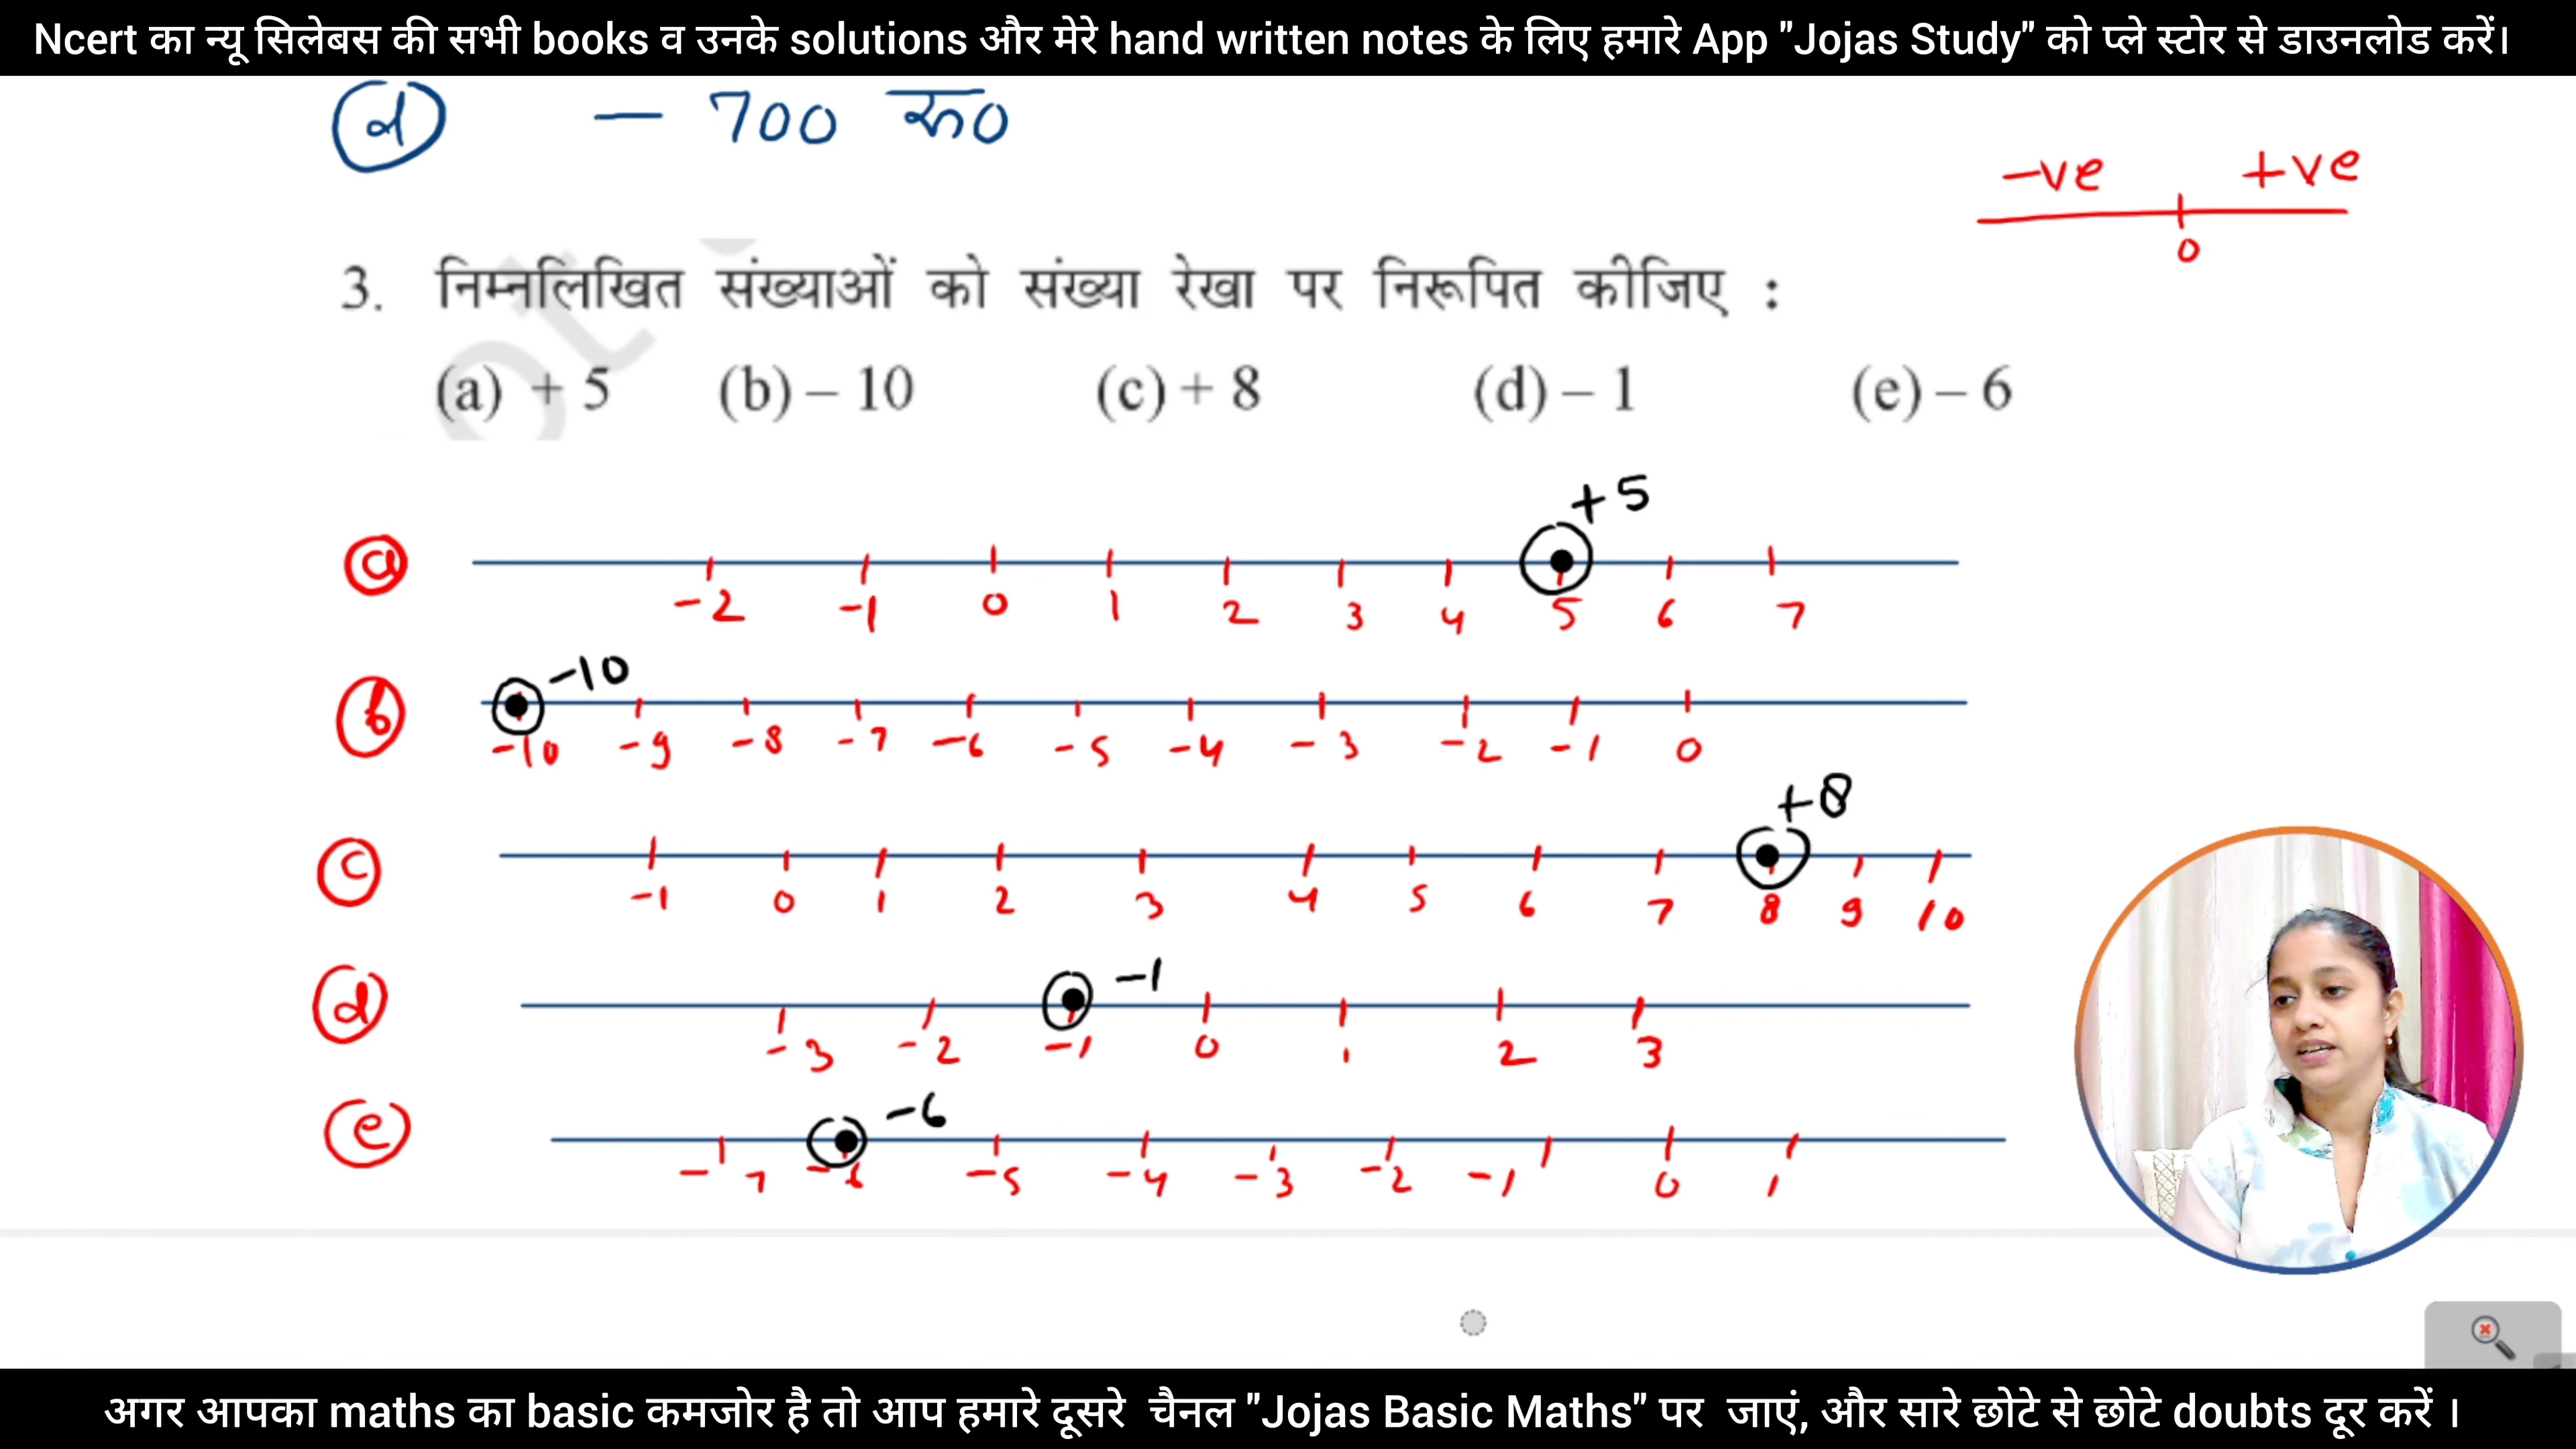 Ncert का न्यू सिलेबस की सभी books व उनके solutions और मेरे hand written notes के लिए हमारे App "Jojas Study" को प्ले स्टोर से डाउनलोड करें।
(d) - 700 रू0
-ve +ve
0
3. निम्नलिखित संख्याओं को संख्या रेखा पर निरूपित कीजिए :
(a) + 5 (b) – 10 (c) + 8 (d) – 1 (e) – 6
+5
(a) -2 -1 0 1 2 3 4 5 6 7
-10
(b) -10 -9 -8 -7 -6 -5 -4 -3 -2 -1 0
+8
(c) -1 0 1 2 3 4 5 6 7 8 9 10
-1
(d) -3 -2 -1 0 1 2 3
-6
(e) -7 -6 -5 -4 -3 -2 -1 0 1
अगर आपका maths का basic कमजोर है तो आप हमारे दूसरे चैनल "Jojas Basic Maths" पर जाएं, और सारे छोटे से छोटे doubts दूर करें ।